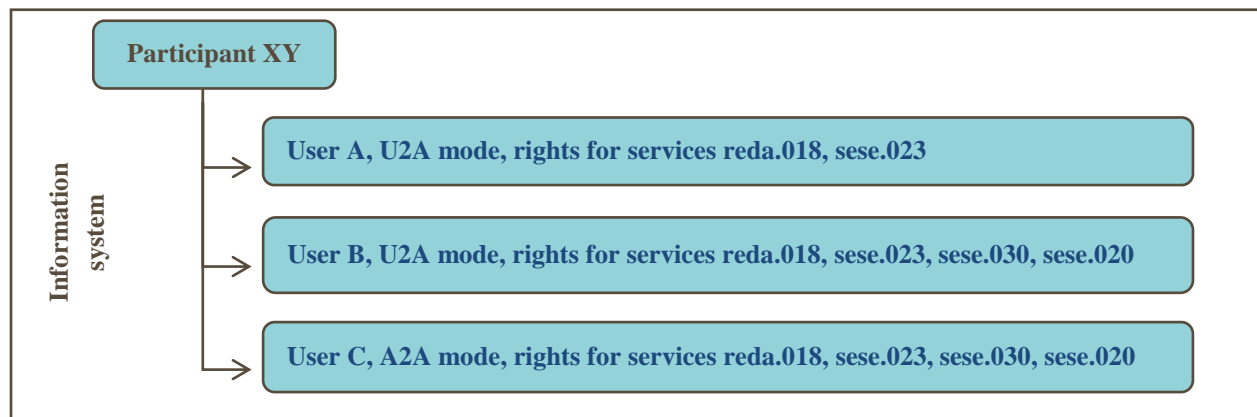 Participant XY
User A, U2A mode, rights for services reda.018, sese.023
Information
system
User B, U2A mode, rights for services reda.018, sese.023, sese.030, sese.020
User C, A2A mode, rights for services reda.018, sese.023, sese.030, sese.020